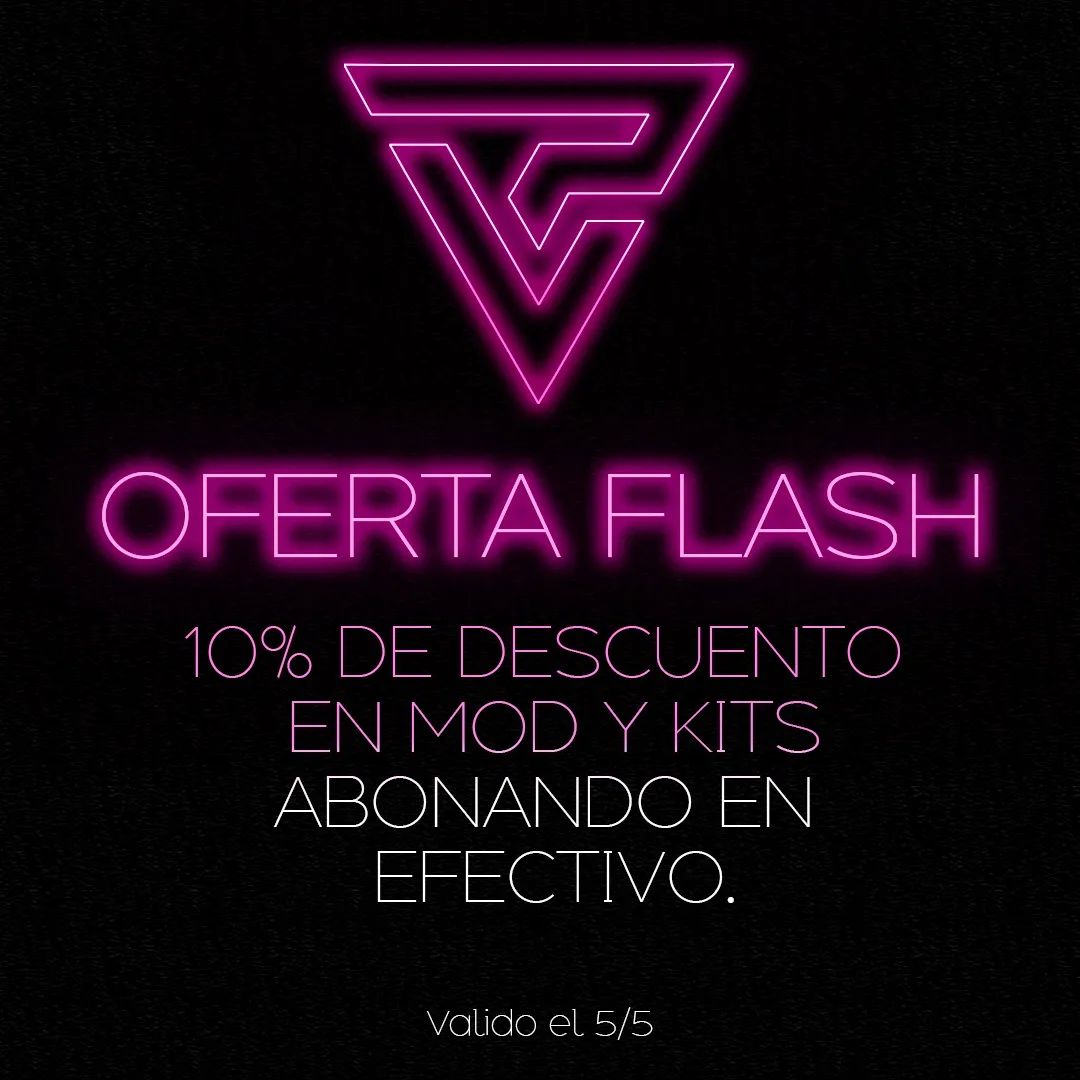 OFERTA FLASH
10% DE DESCUENTO
EN MOD Y KITS
ABONANDO EN
EFECTIVO.
Valido el 5/5